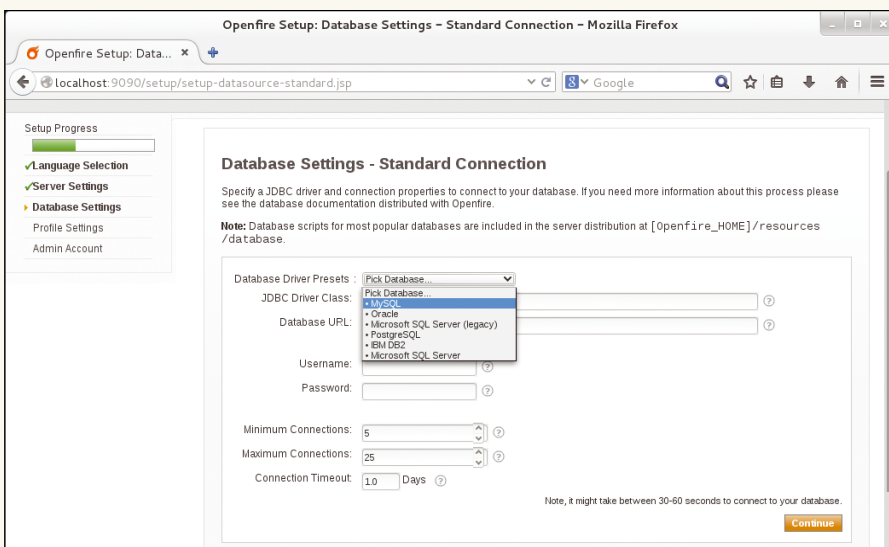 Openfire Setup: Database Settings - Standard Connection - Mozilla Firefox
Openfire Setup: Data...
localhost:9090/setup/setup-datasource-standard.jsp
Google
Setup Progress
Language Selection
Server Settings
Database Settings
Profile Settings
Admin Account
Database Settings - Standard Connection
Specify a JDBC driver and connection properties to connect to your database. If you need more information about this process please
see the database documentation distributed with Openfire.
Note: Database scripts for most popular databases are included in the server distribution at [Openfire_HOME]/resources
/database.
Database Driver Presets : Pick Database...
Pick Database...
• MySQL
• Oracle
• Microsoft SQL Server (legacy)
• PostgreSQL
• IBM DB2
• Microsoft SQL Server
JDBC Driver Class:
Database URL:
Username:
Password:
Minimum Connections: 5
Maximum Connections: 25
Connection Timeout: 1.0 Days
Note, it might take between 30-60 seconds to connect to your database.
Continue